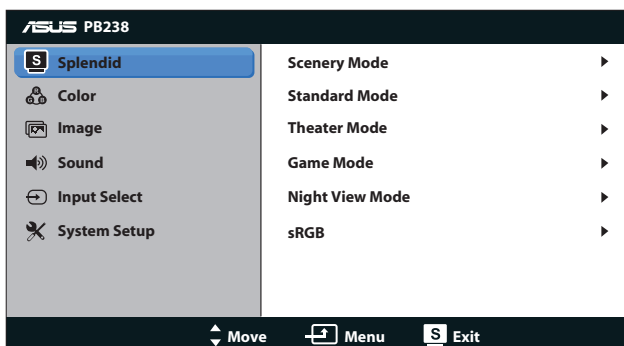 ASUS PB238
S Splendid
Color
Image
Sound
Input Select
System Setup
Scenery Mode
Standard Mode
Theater Mode
Game Mode
Night View Mode
sRGB
Move Menu S Exit